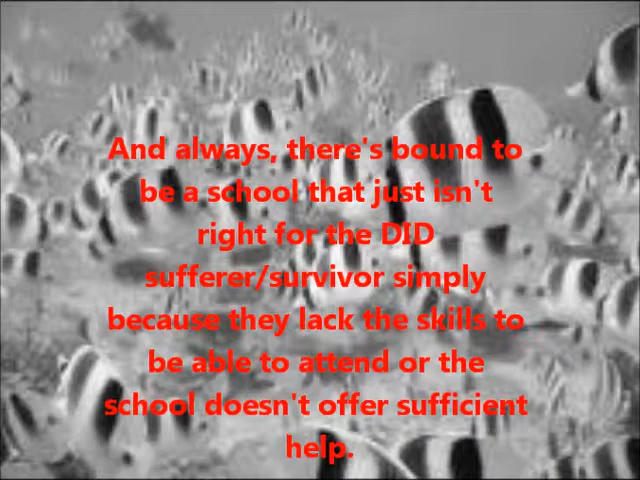 And always, there's bound to
be a school that just isn't
right for the DID
sufferer/survivor simply
because they lack the skills to
be able to attend or the
school doesn't offer sufficient
help.